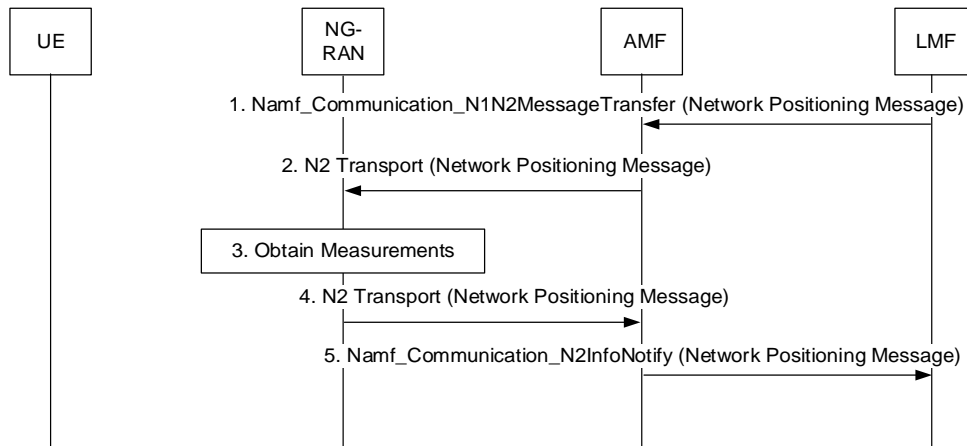 UE
NG-
RAN
AMF
LMF
1. Namf_Communication_N1N2MessageTransfer (Network Positioning Message)
2. N2 Transport (Network Positioning Message)
3. Obtain Measurements
4. N2 Transport (Network Positioning Message)
5. Namf_Communication_N2InfoNotify (Network Positioning Message)